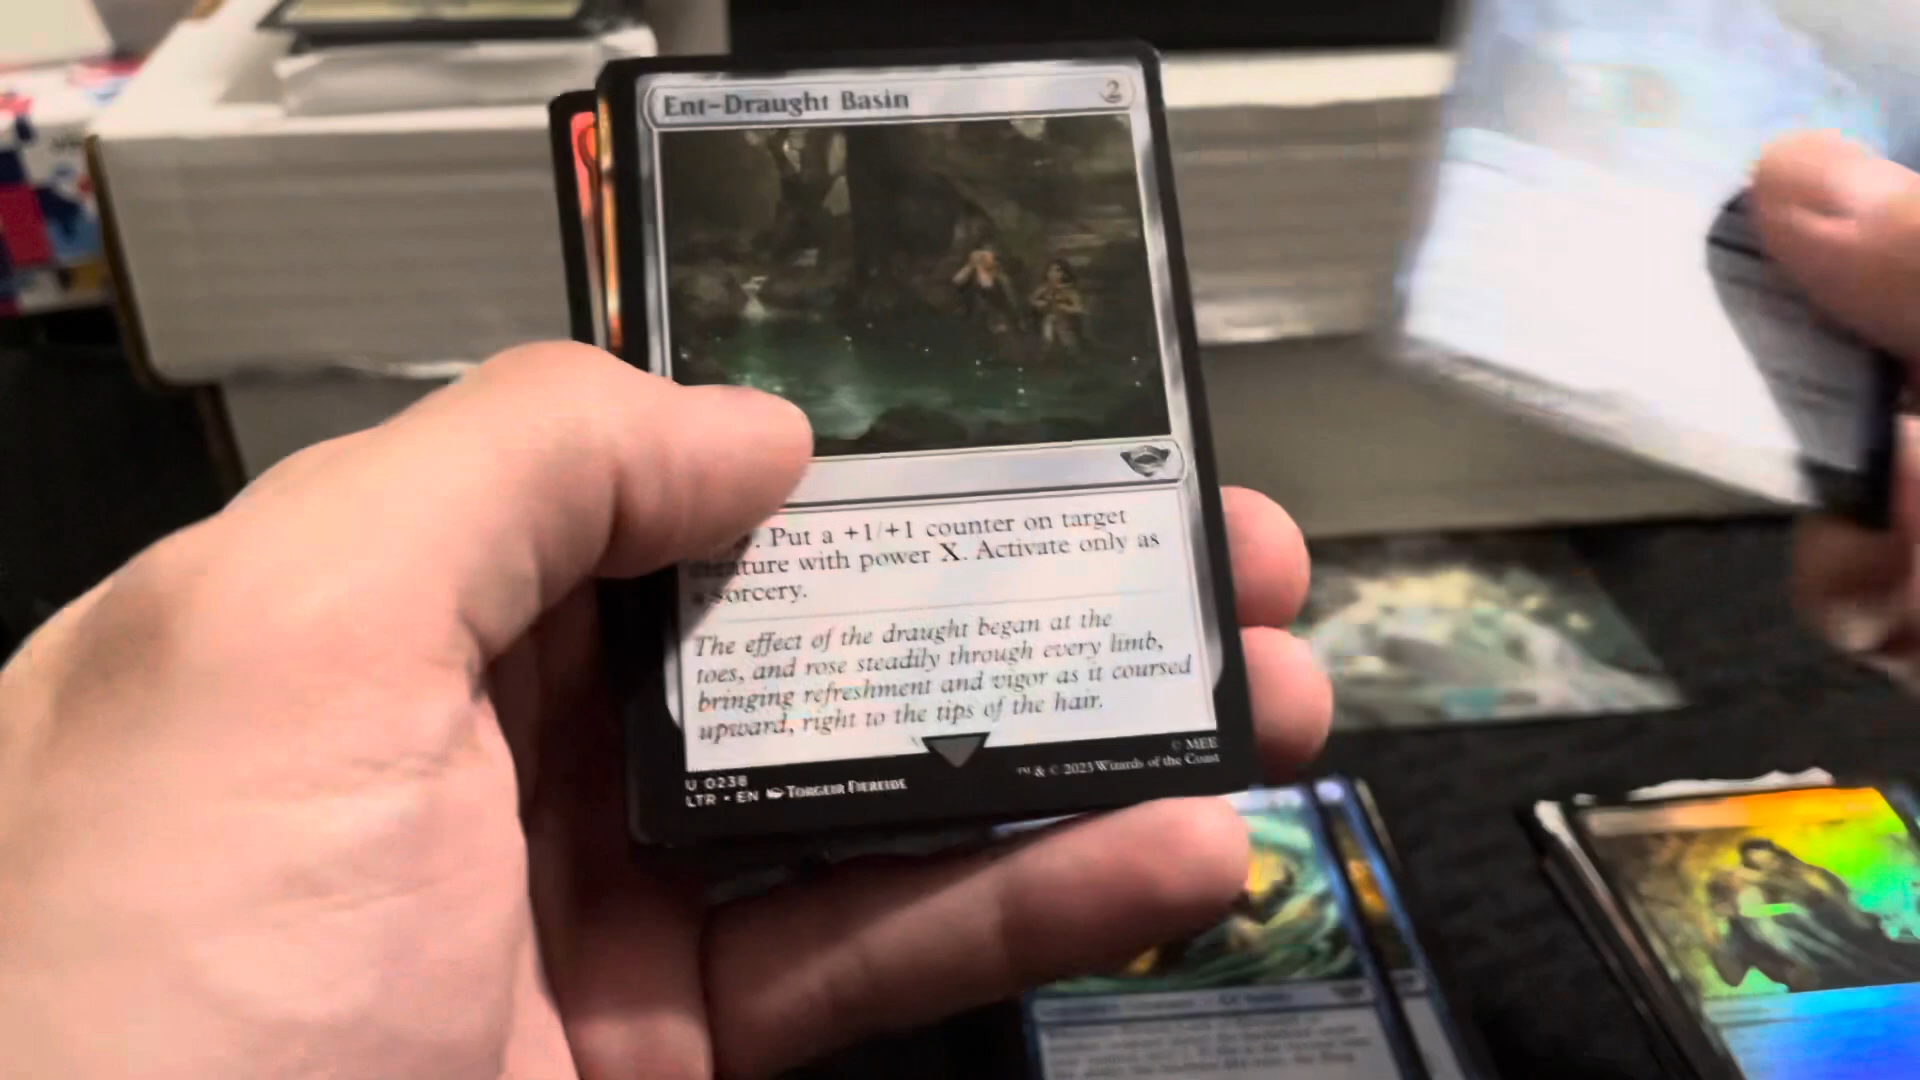 Ent-Draught Basin 2
. Put a +1/+1 counter on target
creature with power X. Activate only as
a sorcery.
The effect of the draught began at the
toes, and rose steadily through every limb,
bringing refreshment and vigor as it coursed
upward, right to the tips of the hair.
U 0238
LTR • EN TORGEIR FJEREIDE
© MEE
™ & © 2023 Wizards of the Coast